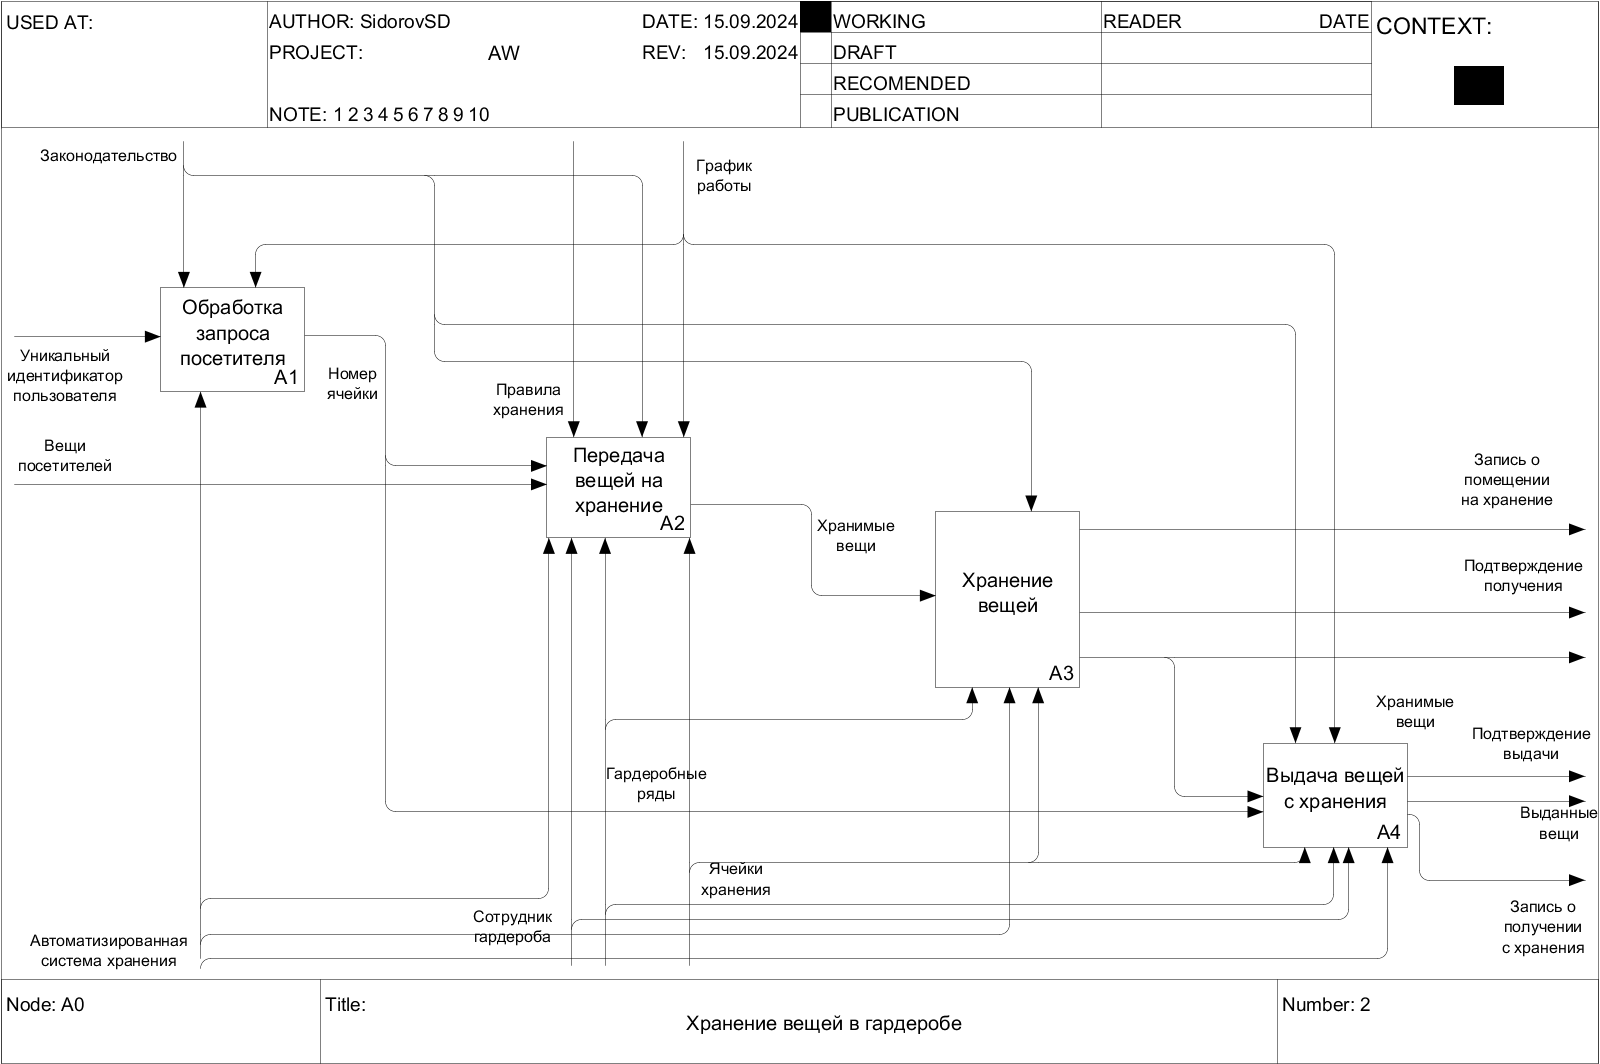 USED AT:
AUTHOR: SidorovSD
DATE: 15.09.2024
PROJECT: AW
REV: 15.09.2024
NOTE: 1 2 3 4 5 6 7 8 9 10
WORKING
DRAFT
RECOMENDED
PUBLICATION
READER
DATE
CONTEXT:
Законодательство
График
работы
Обработка
запроса
посетителя
A1
Уникальный
идентификатор
пользователя
Номер
ячейки
Правила
хранения
Вещи
посетителей
Передача
вещей на
хранение
A2
Хранимые
вещи
Запись о
помещении
на хранение
Хранение
вещей
A3
Подтверждение
получения
Хранимые
вещи
Подтверждение
выдачи
Выдача вещей
с хранения
A4
Выданные
вещи
Гардеробные
ряды
Ячейки
хранения
Сотрудник
гардероба
Автоматизированная
система хранения
Запись о
получении
с хранения
Node: A0
Title:
Хранение вещей в гардеробе
Number: 2